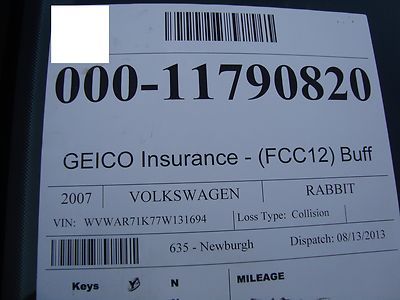 000-11790820
GEICO Insurance - (FCC12) Buff
2007 VOLKSWAGEN RABBIT
VIN: WVWAR71K77W131694 Loss Type: Collision
635 - Newburgh Dispatch: 08/13/2013
Keys Y N MILEAGE